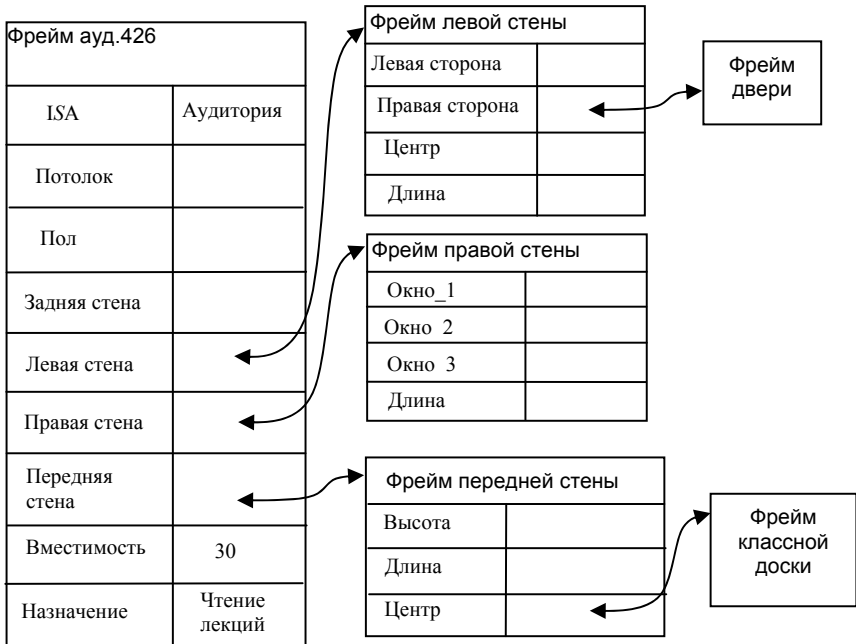 Фрейм ауд.426
ISA Аудитория
Потолок
Пол
Задняя стена
Левая стена
Правая стена
Передняя
стена
Вместимость 30
Назначение Чтение
лекций
Фрейм левой стены
Левая сторона
Правая сторона
Центр
Длина
Фрейм
двери
Фрейм правой стены
Окно_1
Окно 2
Окно 3
Длина
Фрейм передней стены
Высота
Длина
Центр
Фрейм
классной
доски